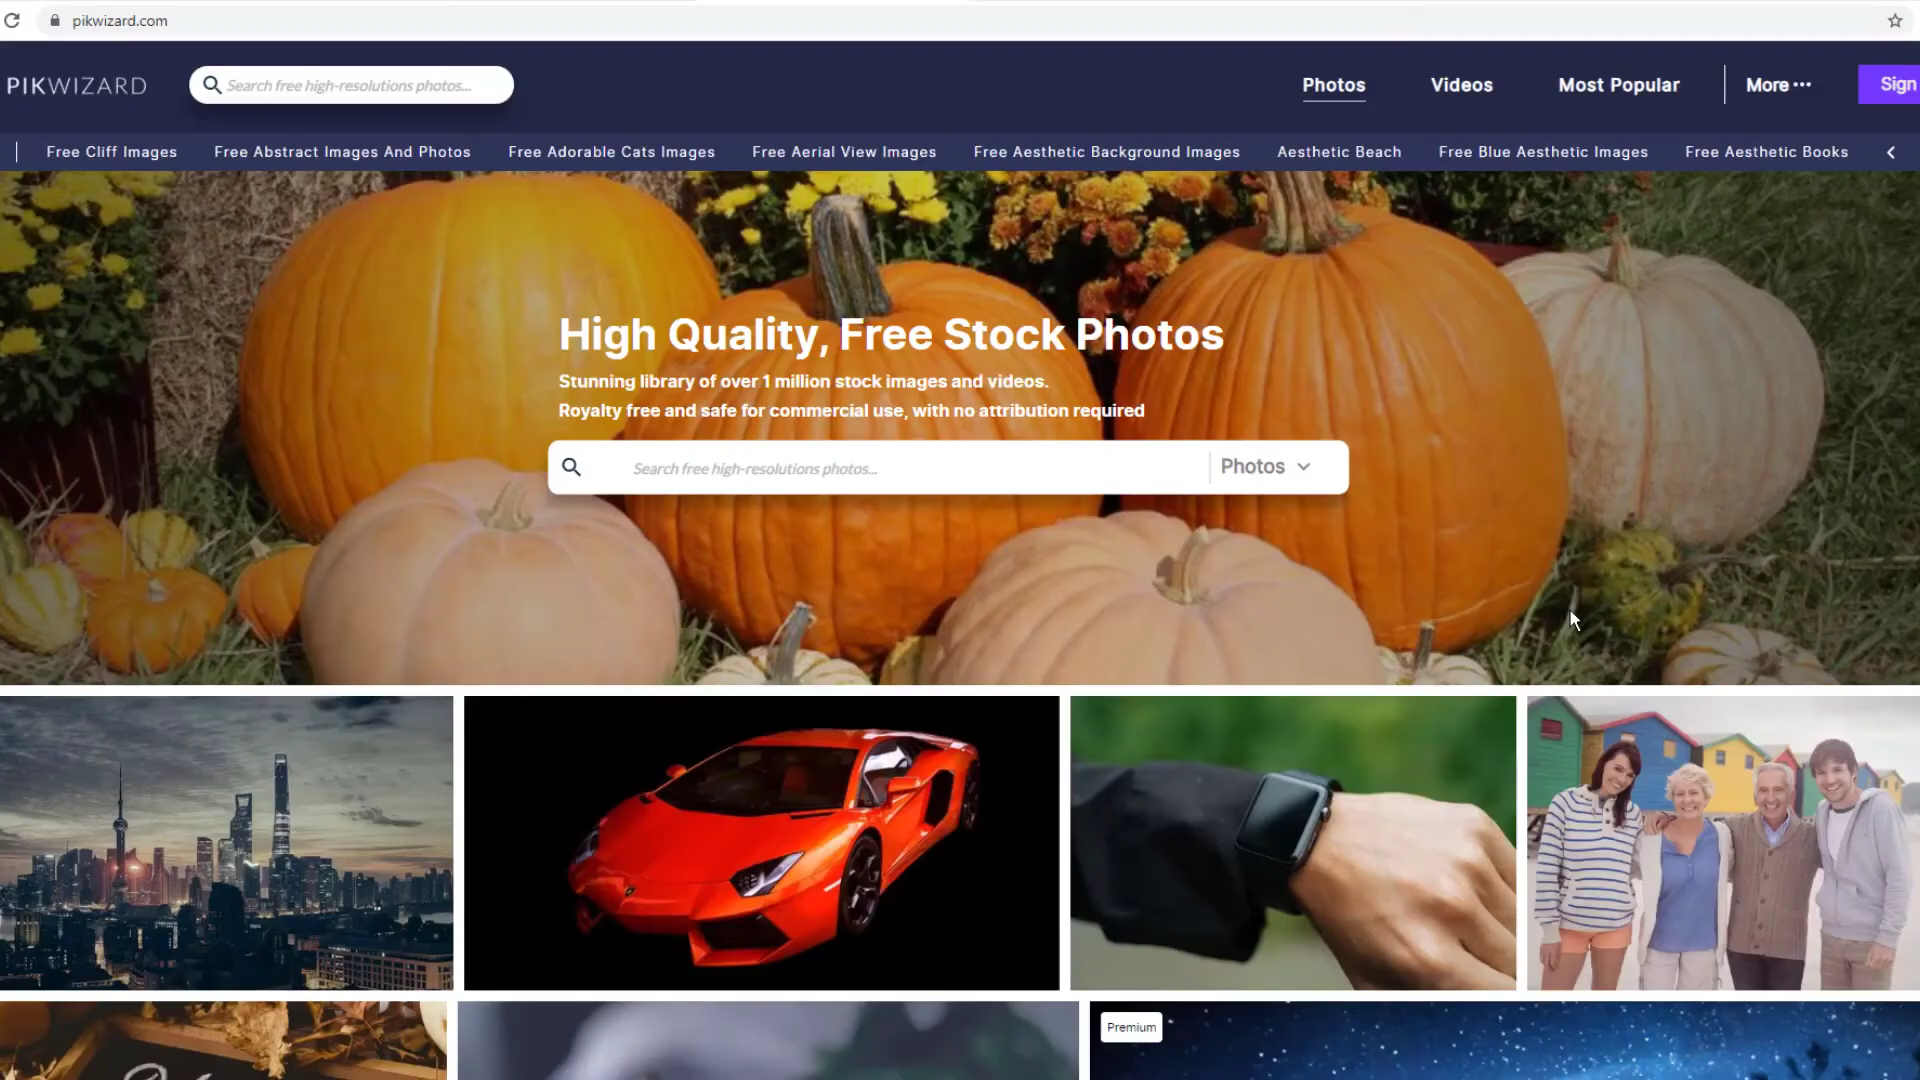 pikwizard.com
PIKWIZARD
Search free high-resolutions photos...
Photos
Videos
Most Popular
More
Sign
Free Cliff Images
Free Abstract Images And Photos
Free Adorable Cats Images
Free Aerial View Images
Free Aesthetic Background Images
Aesthetic Beach
Free Blue Aesthetic Images
Free Aesthetic Books
High Quality, Free Stock Photos
Stunning library of over 1 million stock images and videos.
Royalty free and safe for commercial use, with no attribution required
Search free high-resolutions photos...
Photos
Premium